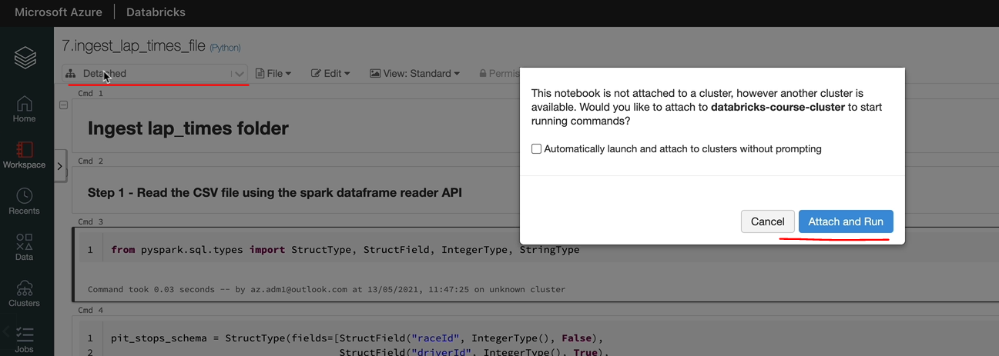 Microsoft Azure | Databricks
7.ingest_lap_times_file (Python)
Detached File Edit View: Standard Permis
Home
Workspace
Recents
Data
Clusters
Jobs
Cmd 1
Ingest lap_times folder
Cmd 2
Step 1 - Read the CSV file using the spark dataframe reader API
Cmd 3
1 from pyspark.sql.types import StructType, StructField, IntegerType, StringType
Command took 0.03 seconds -- by az.adm1@outlook.com at 13/05/2021, 11:47:25 on unknown cluster
Cmd 4
1 pit_stops_schema = StructType(fields=[StructField("raceId", IntegerType(), False),
2 StructField("driverId", IntegerType(), True),
This notebook is not attached to a cluster, however another cluster is
available. Would you like to attach to databricks-course-cluster to start
running commands?
Automatically launch and attach to clusters without prompting
Cancel Attach and Run